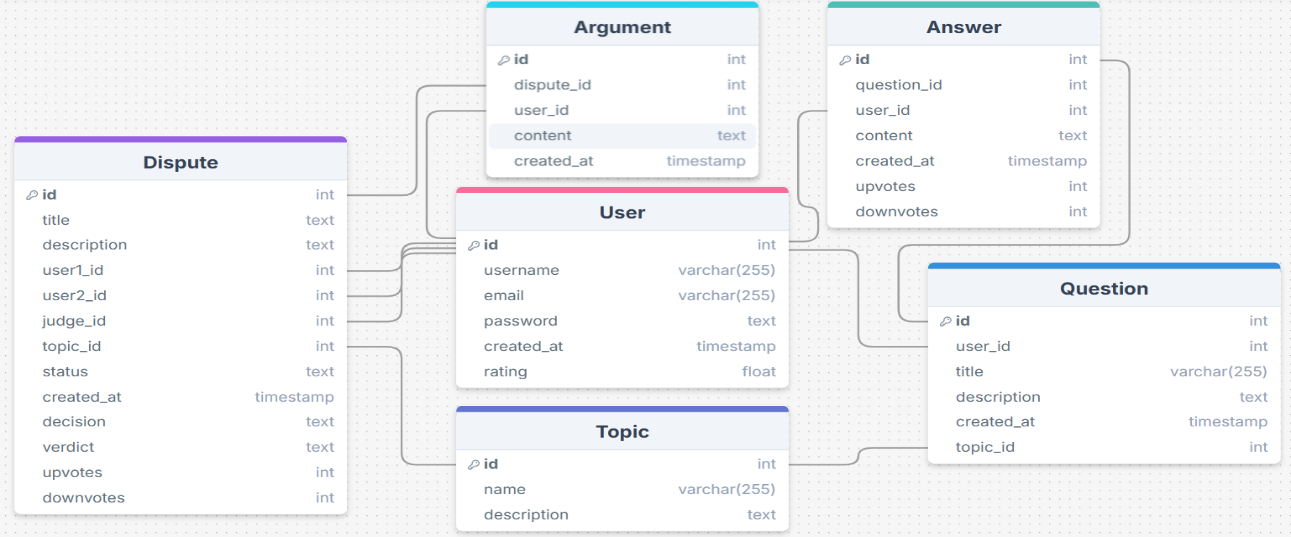 Argument
id int
dispute_id int
user_id int
content text
created_at timestamp
Answer
id int
question_id int
user_id int
content text
created_at timestamp
upvotes int
downvotes int
Dispute
id int
title text
description text
user1_id int
user2_id int
judge_id int
topic_id int
status text
created_at timestamp
decision text
verdict text
upvotes int
downvotes int
User
id int
username varchar(255)
email varchar(255)
password text
created_at timestamp
rating float
Question
id int
user_id int
title varchar(255)
description text
created_at timestamp
topic_id int
Topic
id int
name varchar(255)
description text